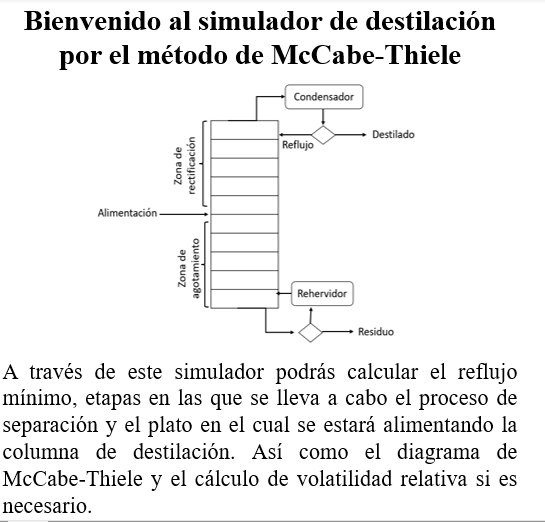 Bienvenido al simulador de destilación
por el método de McCabe-Thiele
Condensador
Destilado
Reflujo
Zona de
rectificación
Alimentación
Zona de
agotamiento
Rehervidor
Residuo
A través de este simulador podrás calcular el reflujo
mínimo, etapas en las que se lleva a cabo el proceso de
separación y el plato en el cual se estará alimentando la
columna de destilación. Así como el diagrama de
McCabe-Thiele y el cálculo de volatilidad relativa si es
necesario.